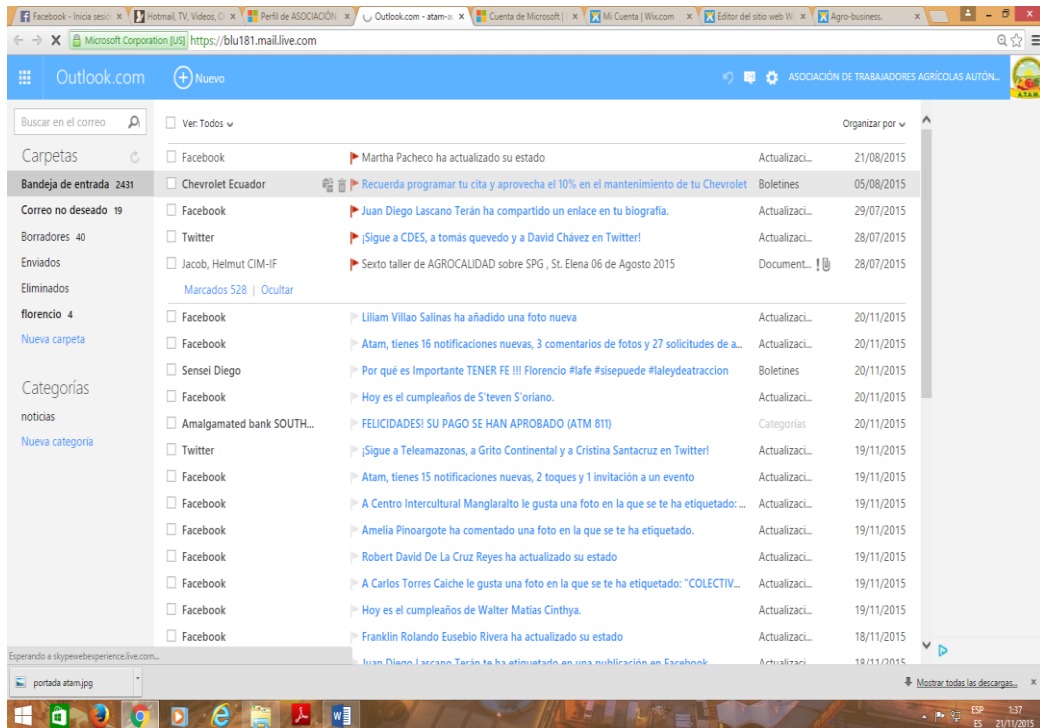 Facebook - Inicia sesió
Hotmail, TV, Videos, D
Perfil de ASOCIACIÓN
Outlook.com - atam-a
Cuenta de Microsoft |
Mi Cuenta | Wix.com
Editor del sitio web Wi
Agro-business.
Microsoft Corporation [US] https://blu181.mail.live.com
Outlook.com Nuevo ASOCIACIÓN DE TRABAJADORES AGRÍCOLAS AUTÓN...
A.T.A.M.
Buscar en el correo
Carpetas
Bandeja de entrada 2431
Correo no deseado 19
Borradores 40
Enviados
Eliminados
florencio 4
Nueva carpeta
Categorías
noticias
Nueva categoría
Ver: Todos Organizar por
Facebook Martha Pacheco ha actualizado su estado Actualizaci... 21/08/2015
Chevrolet Ecuador Recuerda programar tu cita y aprovecha el 10% en el mantenimiento de tu Chevrolet Boletines 05/08/2015
Facebook Juan Diego Lascano Terán ha compartido un enlace en tu biografía. Actualizaci... 29/07/2015
Twitter ¡Sigue a CDES, a tomás quevedo y a David Chávez en Twitter! Actualizaci... 28/07/2015
Jacob, Helmut CIM-IF Sexto taller de AGROCALIDAD sobre SPG , St. Elena 06 de Agosto 2015 Document... 28/07/2015
Marcados 528 | Ocultar
Facebook Liliam Villao Salinas ha añadido una foto nueva Actualizaci... 20/11/2015
Facebook Atam, tienes 16 notificaciones nuevas, 3 comentarios de fotos y 27 solicitudes de a... Actualizaci... 20/11/2015
Sensei Diego Por qué es Importante TENER FE !!! Florencio #lafe #sisepuede #laleydeatraccion Boletines 20/11/2015
Facebook Hoy es el cumpleaños de S'teven S'oriano. Actualizaci... 20/11/2015
Amalgamated bank SOUTH... FELICIDADES! SU PAGO SE HAN APROBADO (ATM 811) Categorías 20/11/2015
Twitter ¡Sigue a Teleamazonas, a Grito Continental y a Cristina Santacruz en Twitter! Actualizaci... 19/11/2015
Facebook Atam, tienes 15 notificaciones nuevas, 2 toques y 1 invitación a un evento Actualizaci... 19/11/2015
Facebook A Centro Intercultural Manglaralto le gusta una foto en la que se te ha etiquetado: ... Actualizaci... 19/11/2015
Facebook Amelia Pinoargote ha comentado una foto en la que se te ha etiquetado. Actualizaci... 19/11/2015
Facebook Robert David De La Cruz Reyes ha actualizado su estado Actualizaci... 19/11/2015
Facebook A Carlos Torres Caiche le gusta una foto en la que se te ha etiquetado: "COLECTIV... Actualizaci... 19/11/2015
Facebook Hoy es el cumpleaños de Walter Matias Cinthya. Actualizaci... 19/11/2015
Facebook Franklin Rolando Eusebio Rivera ha actualizado su estado Actualizaci... 18/11/2015
Juan Diego Lascano Terán te ha etiquetado en una publicación en Facebook Actualizaci... 18/11/2015
Esperando a skypewebexperience.live.com...
portada atam.jpg Mostrar todas las descargas...
ESP 1:37
ES 21/11/2015